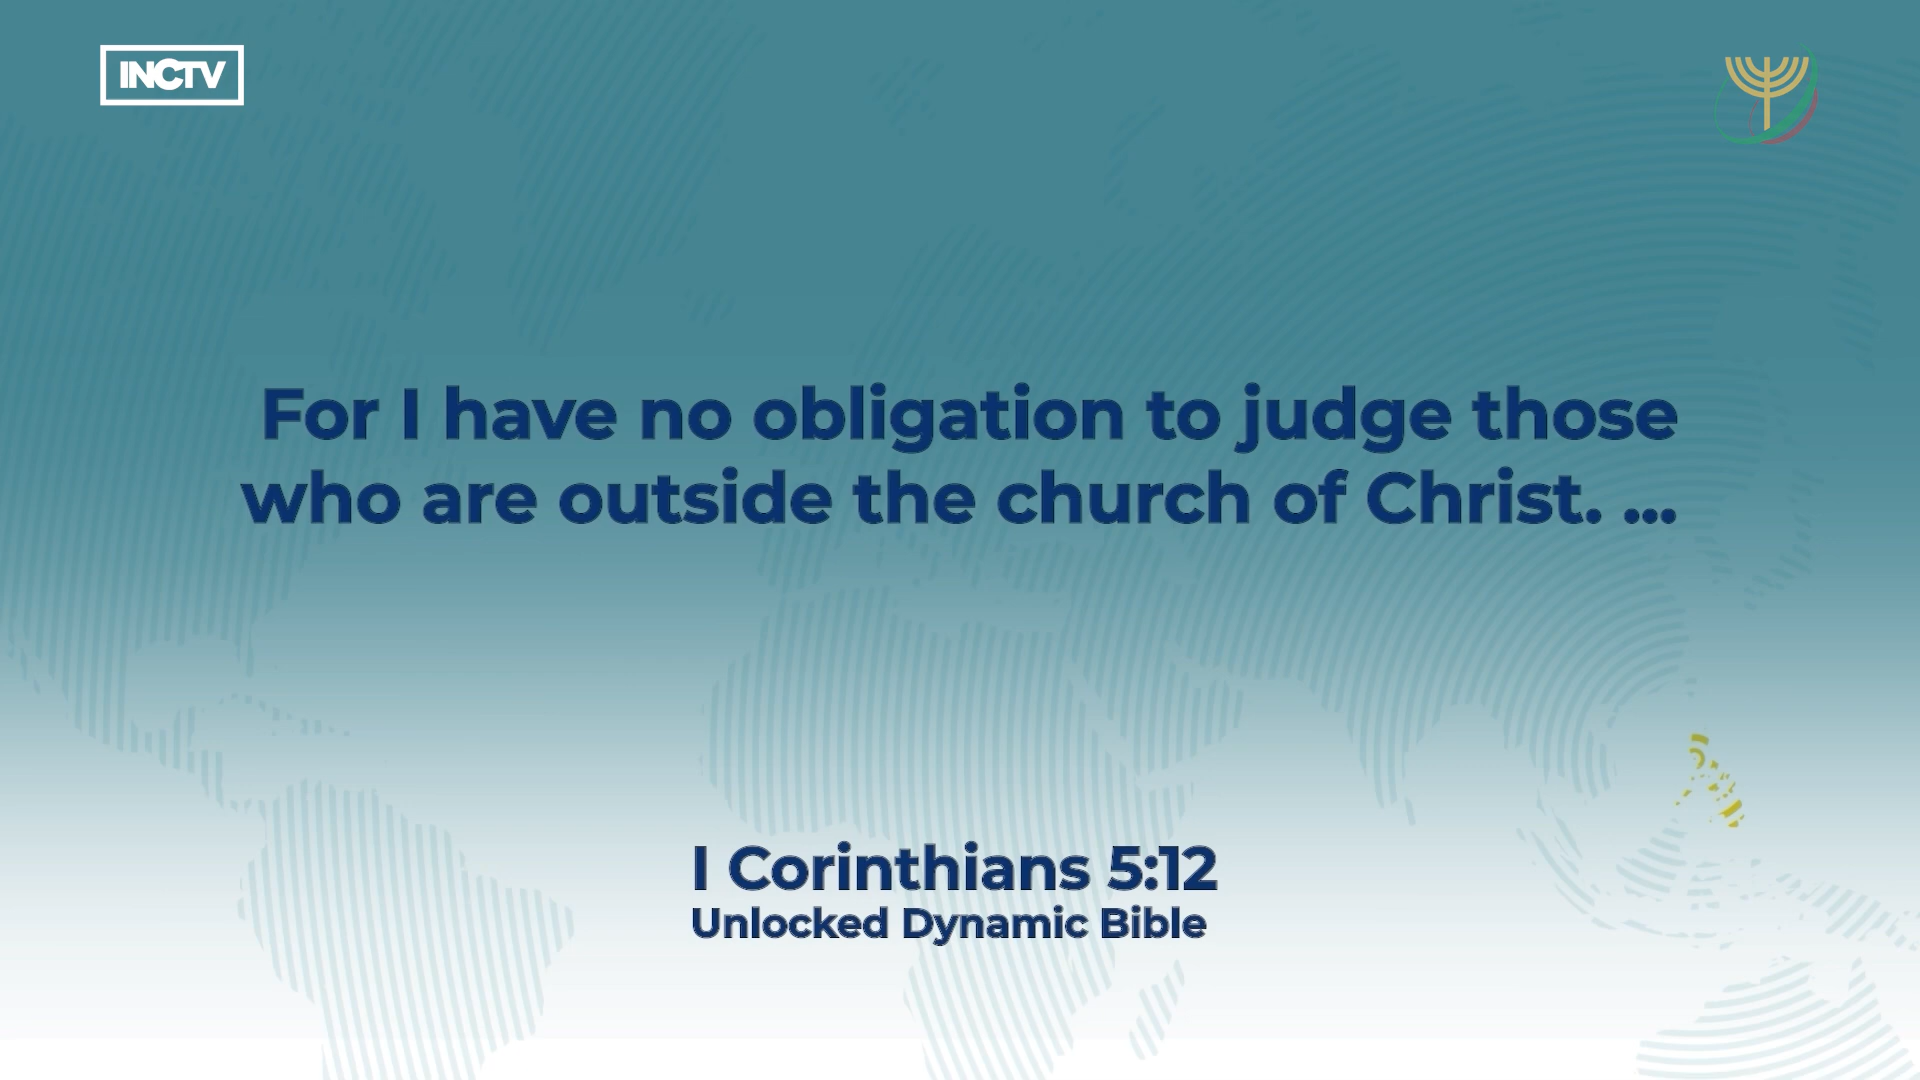 INCTV
For I have no obligation to judge those
who are outside the church of Christ. ...
I Corinthians 5:12
Unlocked Dynamic Bible